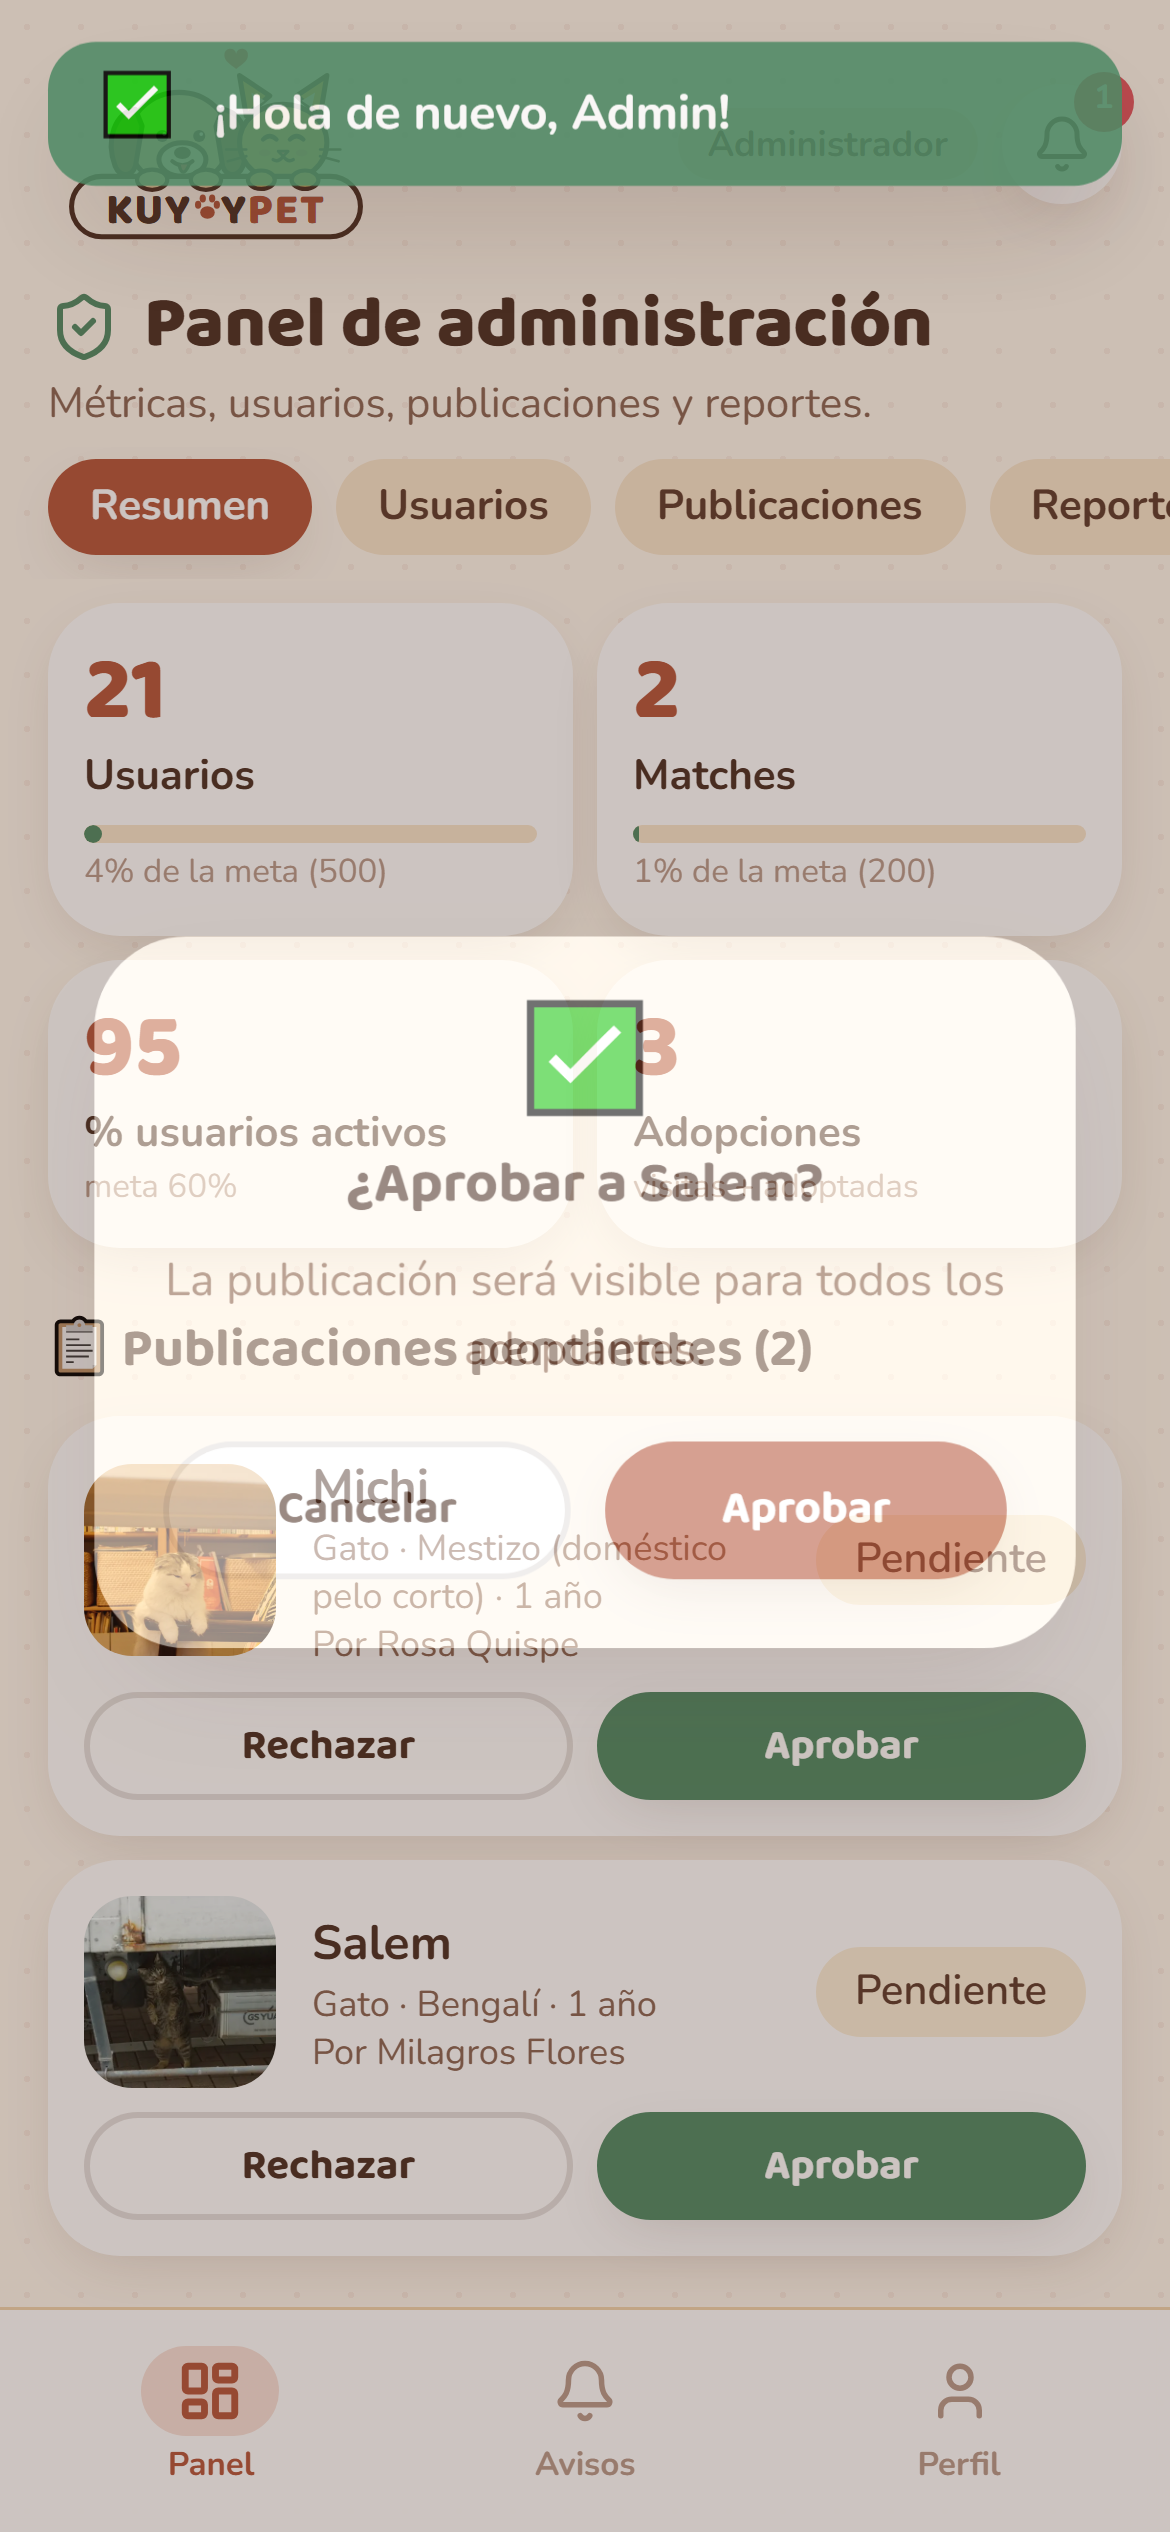 ¡Hola de nuevo, Admin!
Administrador
1
KUYYPET
Panel de administración
Métricas, usuarios, publicaciones y reportes.
Resumen
Usuarios
Publicaciones
Reporte
21
Usuarios
4% de la meta (500)
2
Matches
1% de la meta (200)
95
% usuarios activos
meta 60%
3
Adopciones
visitas → adoptadas
¿Aprobar a Salem?
La publicación será visible para todos los
adoptantes.
Cancelar
Aprobar
Publicaciones pendientes (2)
Michi
Gato · Mestizo (doméstico
pelo corto) · 1 año
Por Rosa Quispe
Pendiente
Rechazar
Aprobar
Salem
Gato · Bengalí · 1 año
Por Milagros Flores
Pendiente
Rechazar
Aprobar
Panel
Avisos
Perfil